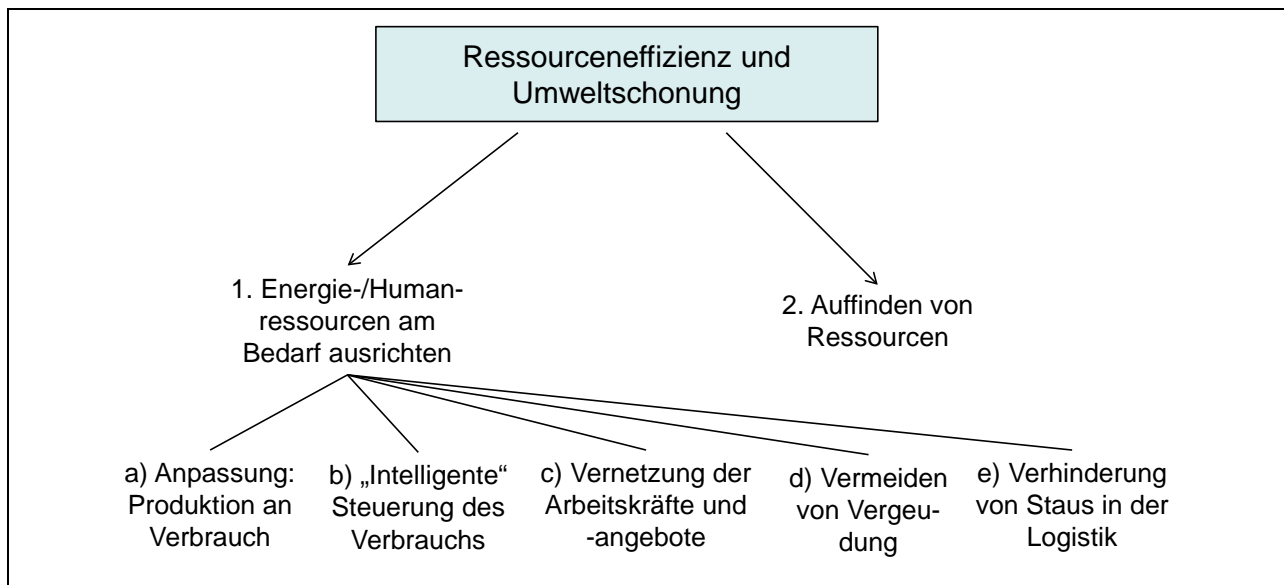 Ressourceneffizienz und
Umweltschonung
1. Energie-/Human-
ressourcen am
Bedarf ausrichten
2. Auffinden von
Ressourcen
a) Anpassung:
Produktion an
Verbrauch
b) „Intelligente“
Steuerung des
Verbrauchs
c) Vernetzung der
Arbeitskräfte und
-angebote
d) Vermeiden
von Vergeu-
dung
e) Verhinderung
von Staus in der
Logistik